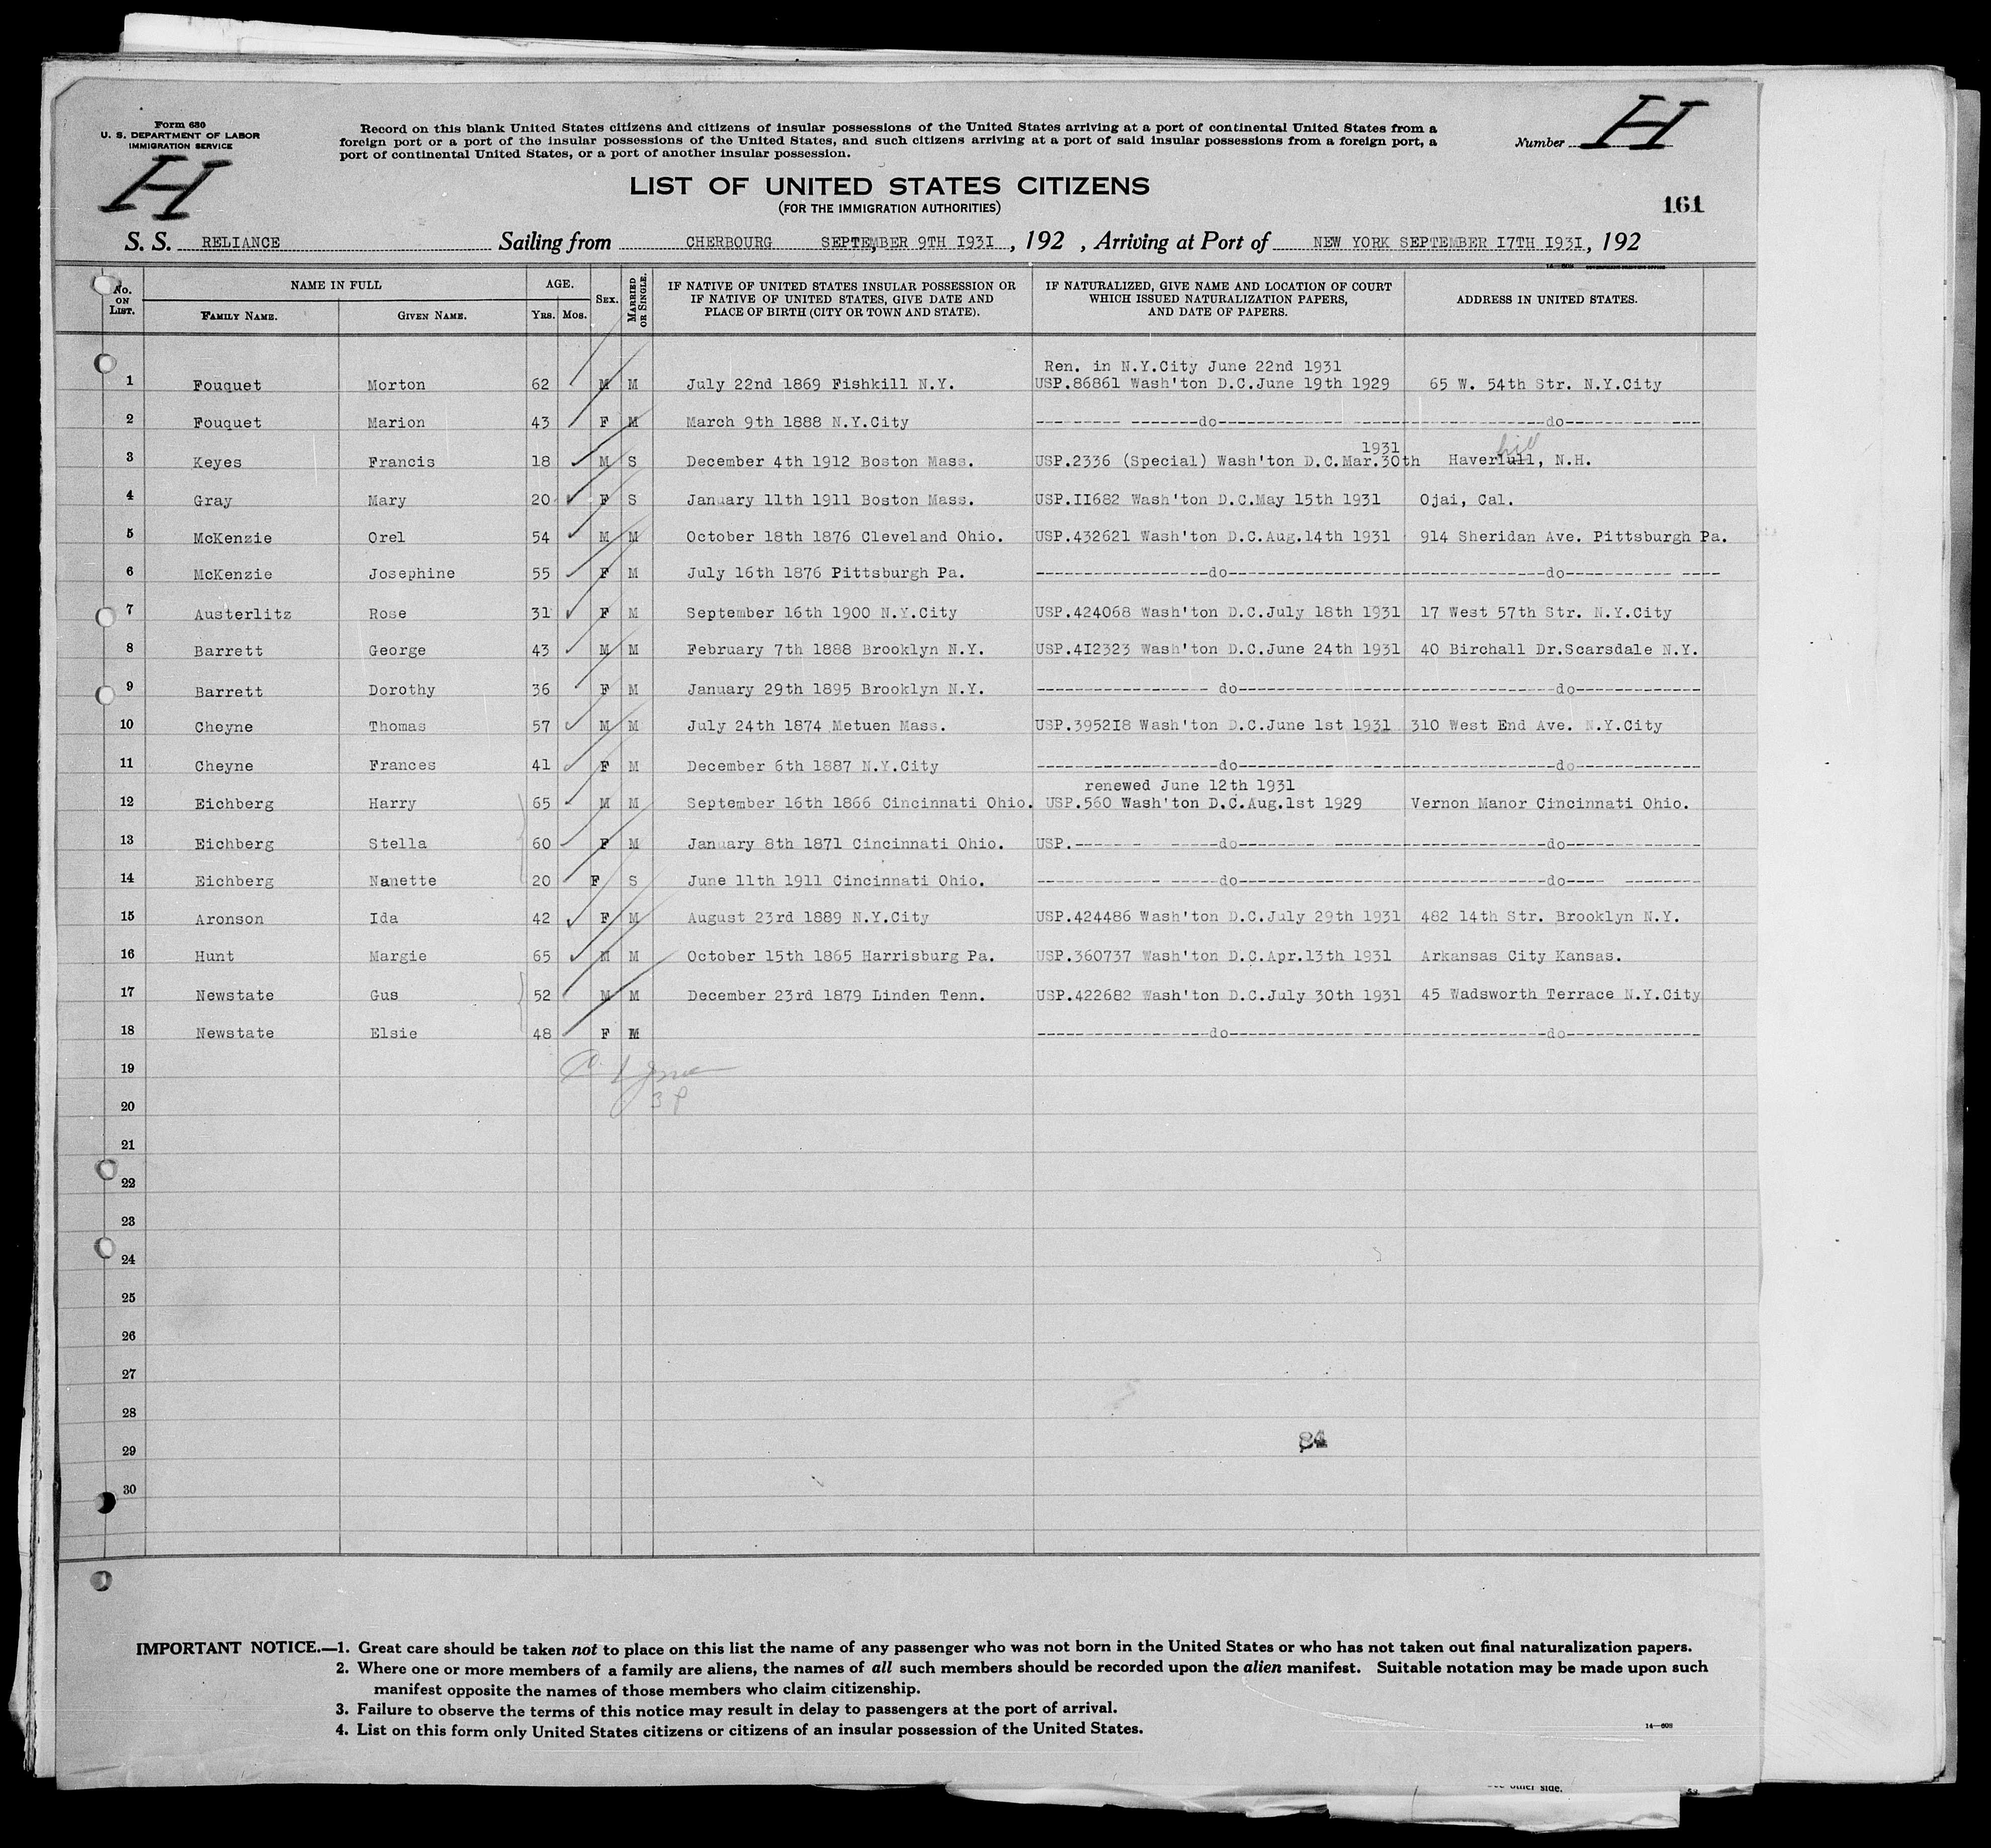 Form 630
U. S. DEPARTMENT OF LABOR
IMMIGRATION SERVICE
H
Record on this blank United States citizens and citizens of insular possessions of the United States arriving at a port of continental United States from a
foreign port or a port of the insular possessions of the United States, and such citizens arriving at a port of said insular possessions from a foreign port, a
port of continental United States, or a port of another insular possession.
Number H
LIST OF UNITED STATES CITIZENS
(FOR THE IMMIGRATION AUTHORITIES)
161
S. S. RELIANCE Sailing from CHERBOURG SEPTEMBER 9TH I93I , 192 , Arriving at Port of NEW YORK SEPTEMBER I7TH I93I, 192
No. ON LIST. NAME IN FULL FAMILY NAME. GIVEN NAME. AGE. YRS. MOS. SEX. MARRIED OR SINGLE. IF NATIVE OF UNITED STATES INSULAR POSSESSION OR IF NATIVE OF UNITED STATES, GIVE DATE AND PLACE OF BIRTH (CITY OR TOWN AND STATE). IF NATURALIZED, GIVE NAME AND LOCATION OF COURT WHICH ISSUED NATURALIZATION PAPERS, AND DATE OF PAPERS. ADDRESS IN UNITED STATES.
Ren. in N.Y.City June 22nd 1931
1 Fouquet Morton 62 M M July 22nd 1869 Fishkill N.Y. USP.86861 Wash'ton D.C.June 19th 1929 65 W. 54th Str. N.Y.City
2 Fouquet Marion 43 F M March 9th 1888 N.Y.City --------- -------do-------------- ---------------------do--------------
1931 hill
3 Keyes Francis 18 M S December 4th 1912 Boston Mass. USP.2336 (Special) Wash'ton D.C.Mar.30th Haverlull, N.H.
4 Gray Mary 20 F S January 11th 1911 Boston Mass. USP.II682 Wash'ton D.C.May 15th 1931 Ojai, Cal.
5 McKenzie Orel 54 M M October 18th 1876 Cleveland Ohio. USP.432621 Wash'ton D.C.Aug.14th 1931 914 Sheridan Ave. Pittsburgh Pa.
6 McKenzie Josephine 55 F M July 16th 1876 Pittsburgh Pa. ------------------do----------------------------------do----------- ----
7 Austerlitz Rose 31 F M September 16th 1900 N.Y.City USP.424068 Wash'ton D.C.July 18th 1931 17 West 57th Str. N.Y.City
8 Barrett George 43 M M February 7th 1888 Brooklyn N.Y. USP.4I2323 Wash'ton D.C.June 24th 1931 40 Birchall Dr.Scarsdale N.Y.
9 Barrett Dorothy 36 F M January 29th 1895 Brooklyn N.Y. ------------------ do---------------------------------do-------------
10 Cheyne Thomas 57 M M July 24th 1874 Metuen Mass. USP.3952I8 Wash'ton D.C.June 1st 1931 310 West End Ave. N.Y.City
11 Cheyne Frances 41 F M December 6th 1887 N.Y.City -------------------do---------------------------------do-------------
renewed June 12th 1931
12 Eichberg Harry 65 M M September 16th 1866 Cincinnati Ohio. USP.560 Wash'ton D.C.Aug.1st 1929 Vernon Manor Cincinnati Ohio.
13 Eichberg Stella 60 F M January 8th 1871 Cincinnati Ohio. USP.------- -------do---------------------------------do--------------
14 Eichberg Nanette 20 F S June 11th 1911 Cincinnati Ohio. ------------- ------do---------------------------------do---- --------
15 Aronson Ida 42 F M August 23rd 1889 N.Y.City USP.424486 Wash'ton D.C.July 29th 1931 482 14th Str. Brooklyn N.Y.
16 Hunt Margie 65 M M October 15th 1865 Harrisburg Pa. USP.360737 Wash'ton D.C.Apr.13th 1931 Arkansas City Kansas.
17 Newstate Gus 52 M M December 23rd 1879 Linden Tenn. USP.422682 Wash'ton D.C.July 30th 1931 45 Wadsworth Terrace N.Y.City
18 Newstate Elsie 48 F M ------------------do----------------------------------do--------------
19
20
21
22
23
24
25
26
27
28
84
29
30
IMPORTANT NOTICE.—1. Great care should be taken not to place on this list the name of any passenger who was not born in the United States or who has not taken out final naturalization papers.
2. Where one or more members of a family are aliens, the names of all such members should be recorded upon the alien manifest. Suitable notation may be made upon such
manifest opposite the names of those members who claim citizenship.
3. Failure to observe the terms of this notice may result in delay to passengers at the port of arrival.
4. List on this form only United States citizens or citizens of an insular possession of the United States.
14—608
other side.